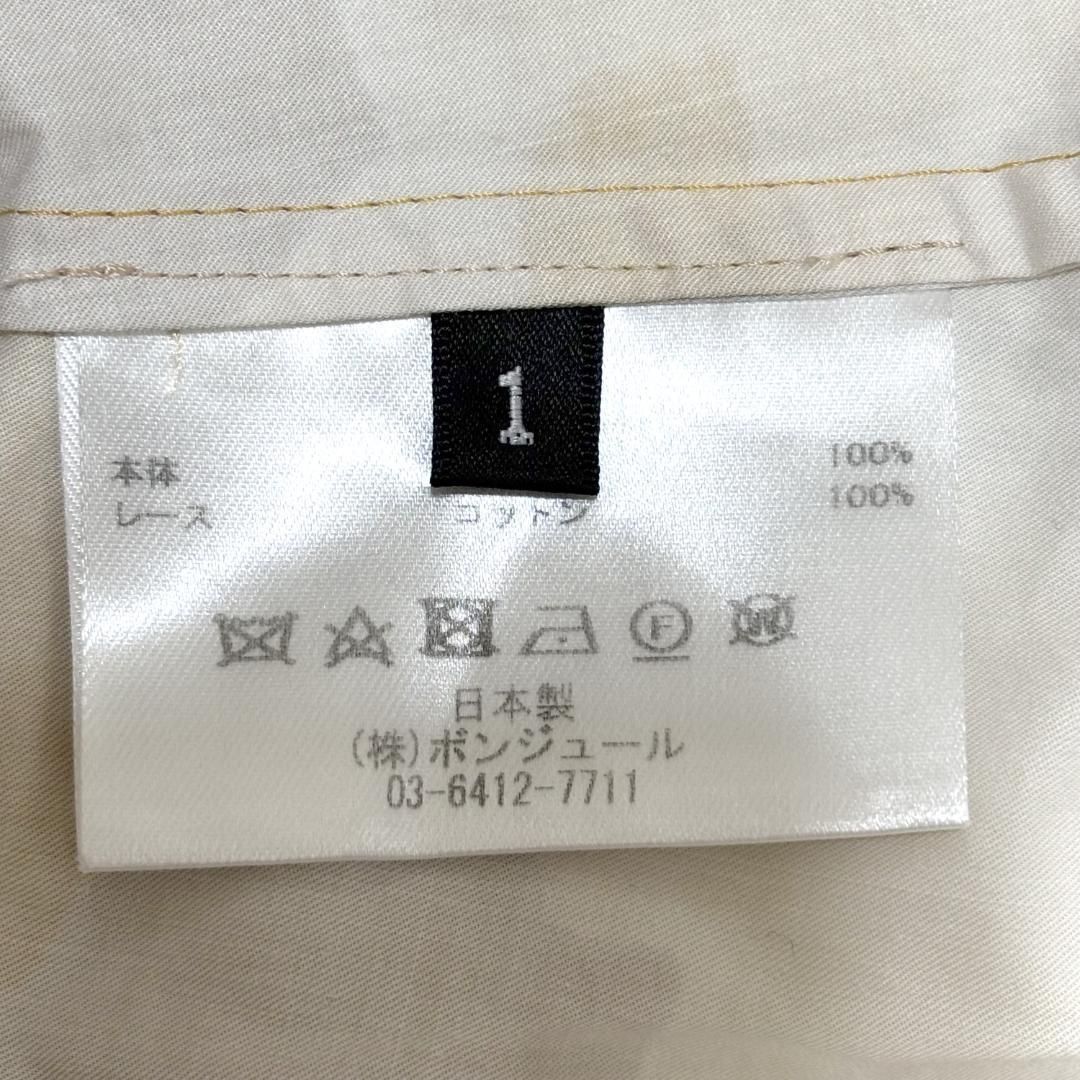 1
本体 100%
レース コットン 100%
F
W
日本製
(株)ボンジュール
03-6412-7711